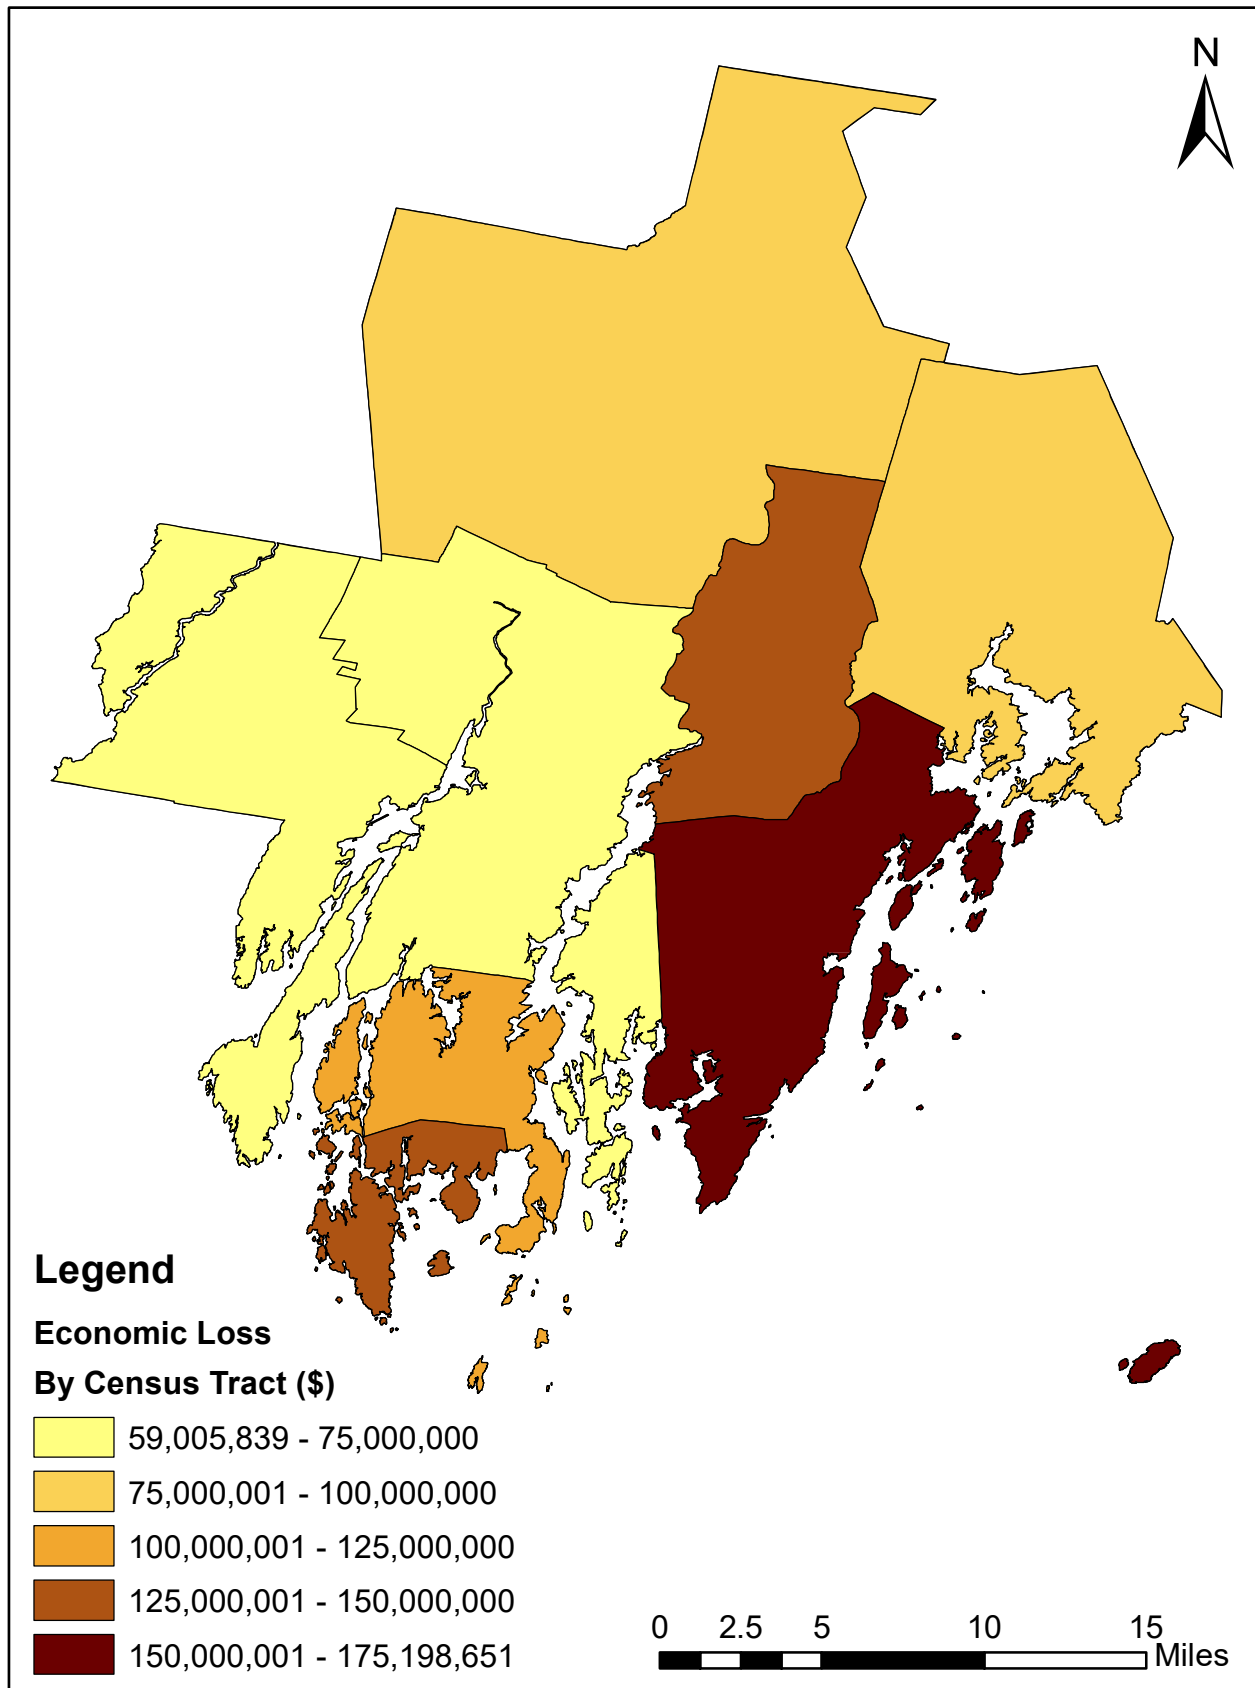 N
Legend
Economic Loss
By Census Tract ($)
59,005,839 - 75,000,000
75,000,001 - 100,000,000
100,000,001 - 125,000,000
125,000,001 - 150,000,000
150,000,001 - 175,198,651
0 2.5 5 10 15
Miles